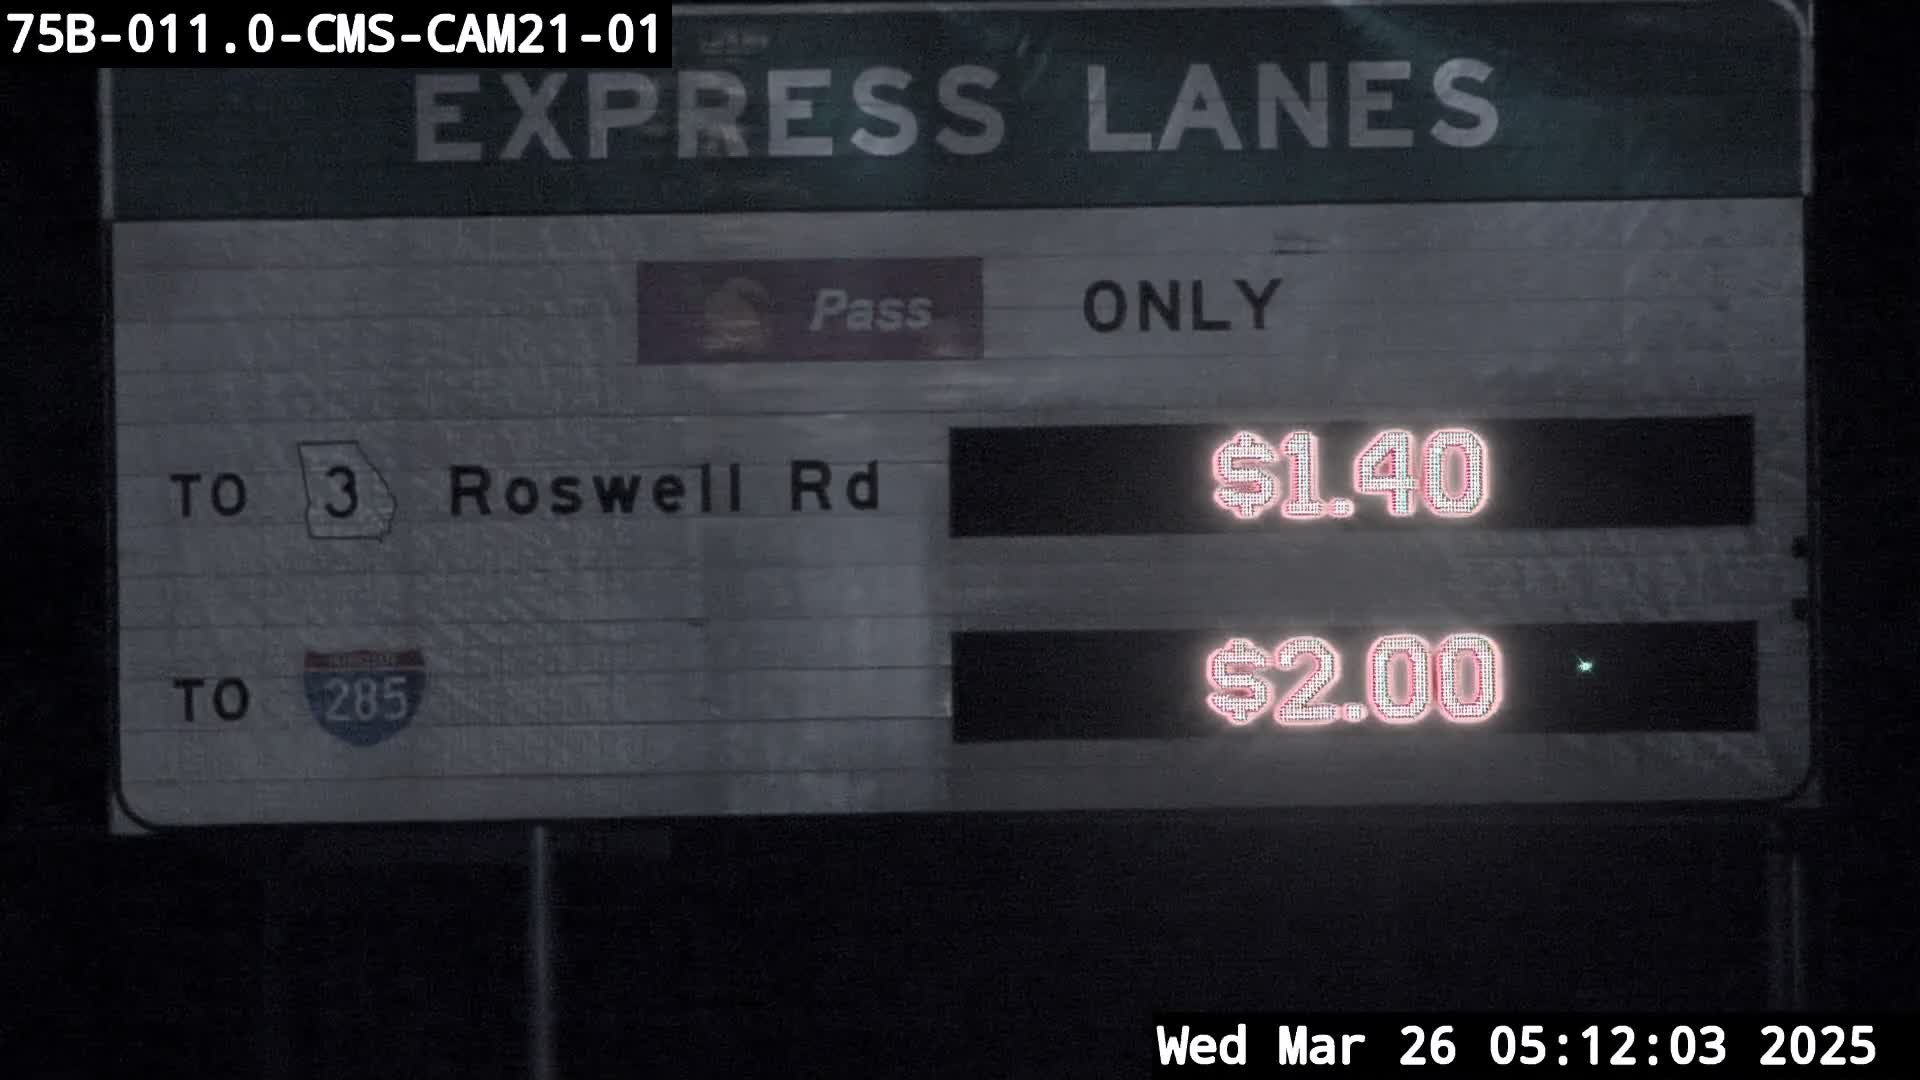 75B-011.0-CMS-CAM21-01
EXPRESS LANES
Pass ONLY
TO 3 Roswell Rd $1.40
TO 285 $2.00
Wed Mar 26 05:12:03 2025